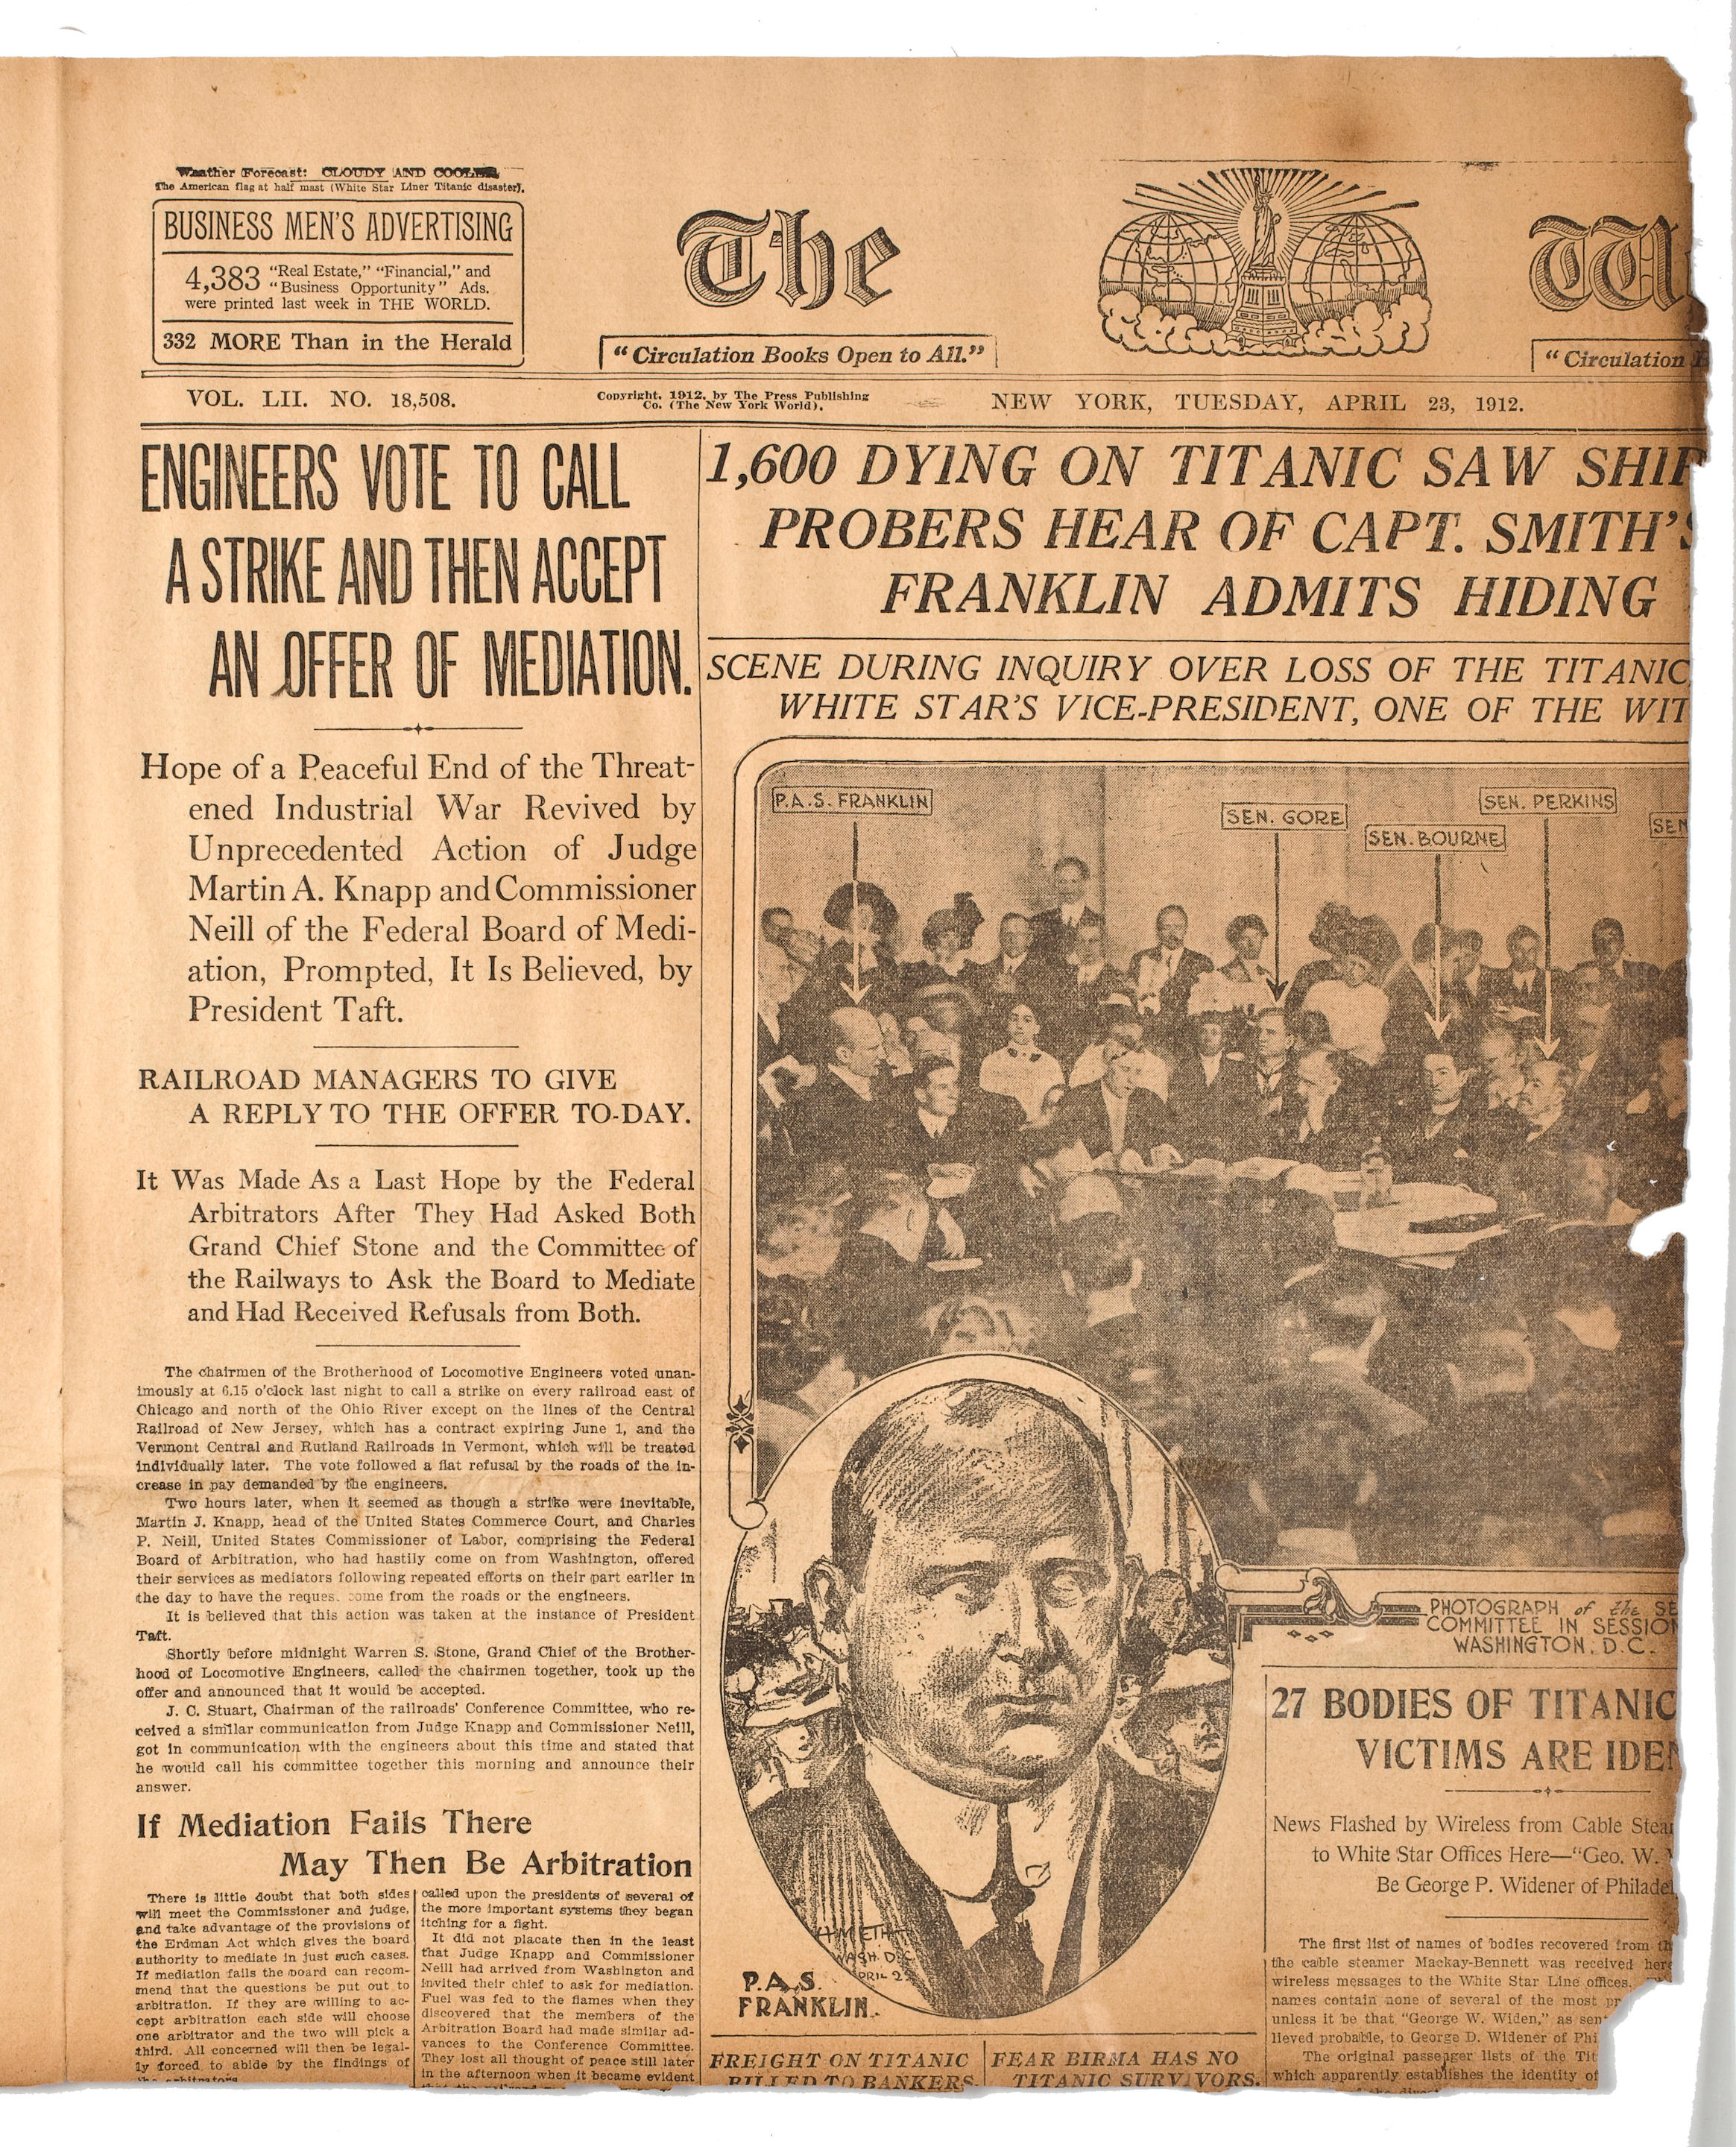 Weather Forecast: CLOUDY AND COOLER
The American flag at half mast (White Star Liner Titanic disaster).
BUSINESS MEN'S ADVERTISING
4,383 "Real Estate," "Financial," and
"Business Opportunity" Ads.
were printed last week in THE WORLD.
332 MORE Than in the Herald
The
"Circulation Books Open to All."
"Circulation
VOL. LII. NO. 18,508.
Copyright, 1912, by The Press Publishing
Co. (The New York World).
NEW YORK, TUESDAY, APRIL 23, 1912.
ENGINEERS VOTE TO CALL
A STRIKE AND THEN ACCEPT
AN OFFER OF MEDIATION.
Hope of a Peaceful End of the Threat-
ened Industrial War Revived by
Unprecedented Action of Judge
Martin A. Knapp and Commissioner
Neill of the Federal Board of Medi-
ation, Prompted, It Is Believed, by
President Taft.
RAILROAD MANAGERS TO GIVE
A REPLY TO THE OFFER TO-DAY.
It Was Made As a Last Hope by the Federal
Arbitrators After They Had Asked Both
Grand Chief Stone and the Committee of
the Railways to Ask the Board to Mediate
and Had Received Refusals from Both.
The chairmen of the Brotherhood of Locomotive Engineers voted unan-
imously at 6.15 o'clock last night to call a strike on every railroad east of
Chicago and north of the Ohio River except on the lines of the Central
Railroad of New Jersey, which has a contract expiring June 1, and the
Vermont Central and Rutland Railroads in Vermont, which will be treated
individually later. The vote followed a flat refusal by the roads of the in-
crease in pay demanded by the engineers.
Two hours later, when it seemed as though a strike were inevitable,
Martin J. Knapp, head of the United States Commerce Court, and Charles
P. Neill, United States Commissioner of Labor, comprising the Federal
Board of Arbitration, who had hastily come on from Washington, offered
their services as mediators following repeated efforts on their part earlier in
the day to have the reques. come from the roads or the engineers.
It is believed that this action was taken at the instance of President
Taft.
Shortly before midnight Warren S. Stone, Grand Chief of the Brother-
hood of Locomotive Engineers, called the chairmen together, took up the
offer and announced that it would be accepted.
J. C. Stuart, Chairman of the railroads' Conference Committee, who re-
ceived a similar communication from Judge Knapp and Commissioner Neill,
got in communication with the engineers about this time and stated that
he would call his committee together this morning and announce their
answer.
If Mediation Fails There
May Then Be Arbitration
There is little doubt that both sides
will meet the Commissioner and judge,
and take advantage of the provisions of
the Erdman Act which gives the board
authority to mediate in just such cases.
If mediation fails the board can recom-
mend that the questions be put out to
arbitration. If they are willing to ac-
cept arbitration each side will choose
one arbitrator and the two will pick a
third. All concerned will then be legal-
ly forced to abide by the findings of
the arbitrators
called upon the presidents of several of
the more important systems they began
itching for a fight.
It did not placate then in the least
that Judge Knapp and Commissioner
Neill had arrived from Washington and
invited their chief to ask for mediation.
Fuel was fed to the flames when they
discovered that the members of the
Arbitration Board had made similar ad-
vances to the Conference Committee.
They lost all thought of peace still later
in the afternoon when it became evident
1,600 DYING ON TITANIC SAW SHIP
PROBERS HEAR OF CAPT. SMITH'S
FRANKLIN ADMITS HIDING
SCENE DURING INQUIRY OVER LOSS OF THE TITANIC
WHITE STAR'S VICE-PRESIDENT, ONE OF THE WIT
P.A.S. FRANKLIN
SEN. GORE
SEN. BOURNE
SEN. PERKINS
SEN
PHOTOGRAPH of the SE
COMMITTEE IN SESSION
WASHINGTON. D.C.
WASH. D.C.
P.A.S.
FRANKLIN.
27 BODIES OF TITANIC
VICTIMS ARE IDEN
News Flashed by Wireless from Cable Stea
to White Star Offices Here—"Geo. W.
Be George P. Widener of Philadel
The first list of names of bodies recovered from th
the cable steamer Mackay-Bennett was received here
wireless messages to the White Star Line offices.
names contain none of several of the most pr
unless it be that "George W. Widen," as sent
lieved probable, to George D. Widener of Phi
The original passenger lists of the Tit
which apparently establishes the identity of
FREIGHT ON TITANIC
BILLED TO BANKERS.
FEAR BIRMA HAS NO
TITANIC SURVIVORS.